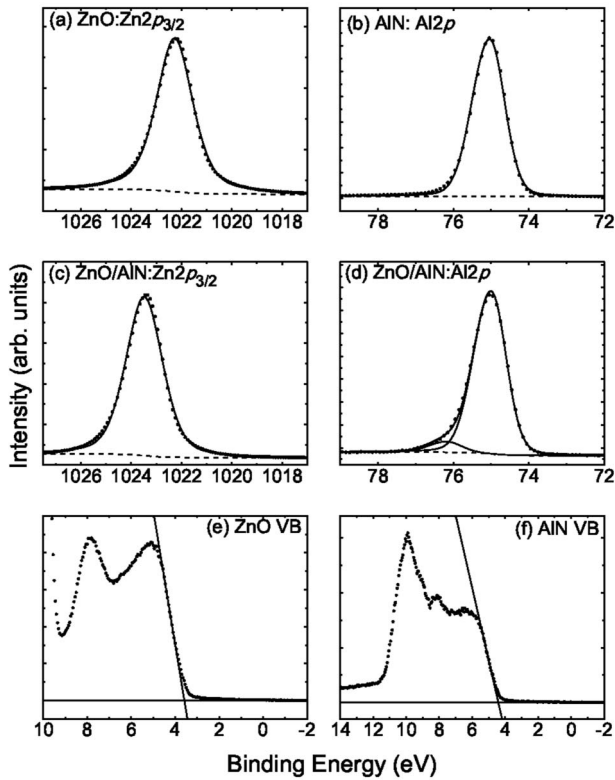 (a) ZnO:Zn2p3/2
(b) AlN: Al2p
1026 1024 1022 1020 1018
78 76 74 72
(c) ZnO/AlN:Zn2p3/2
(d) ZnO/AlN:Al2p
1026 1024 1022 1020 1018
78 76 74 72
Intensity (arb. units)
(e) ZnO VB
(f) AlN VB
10 8 6 4 2 0 -2
14 12 10 8 6 4 2 0 -2
Binding Energy (eV)